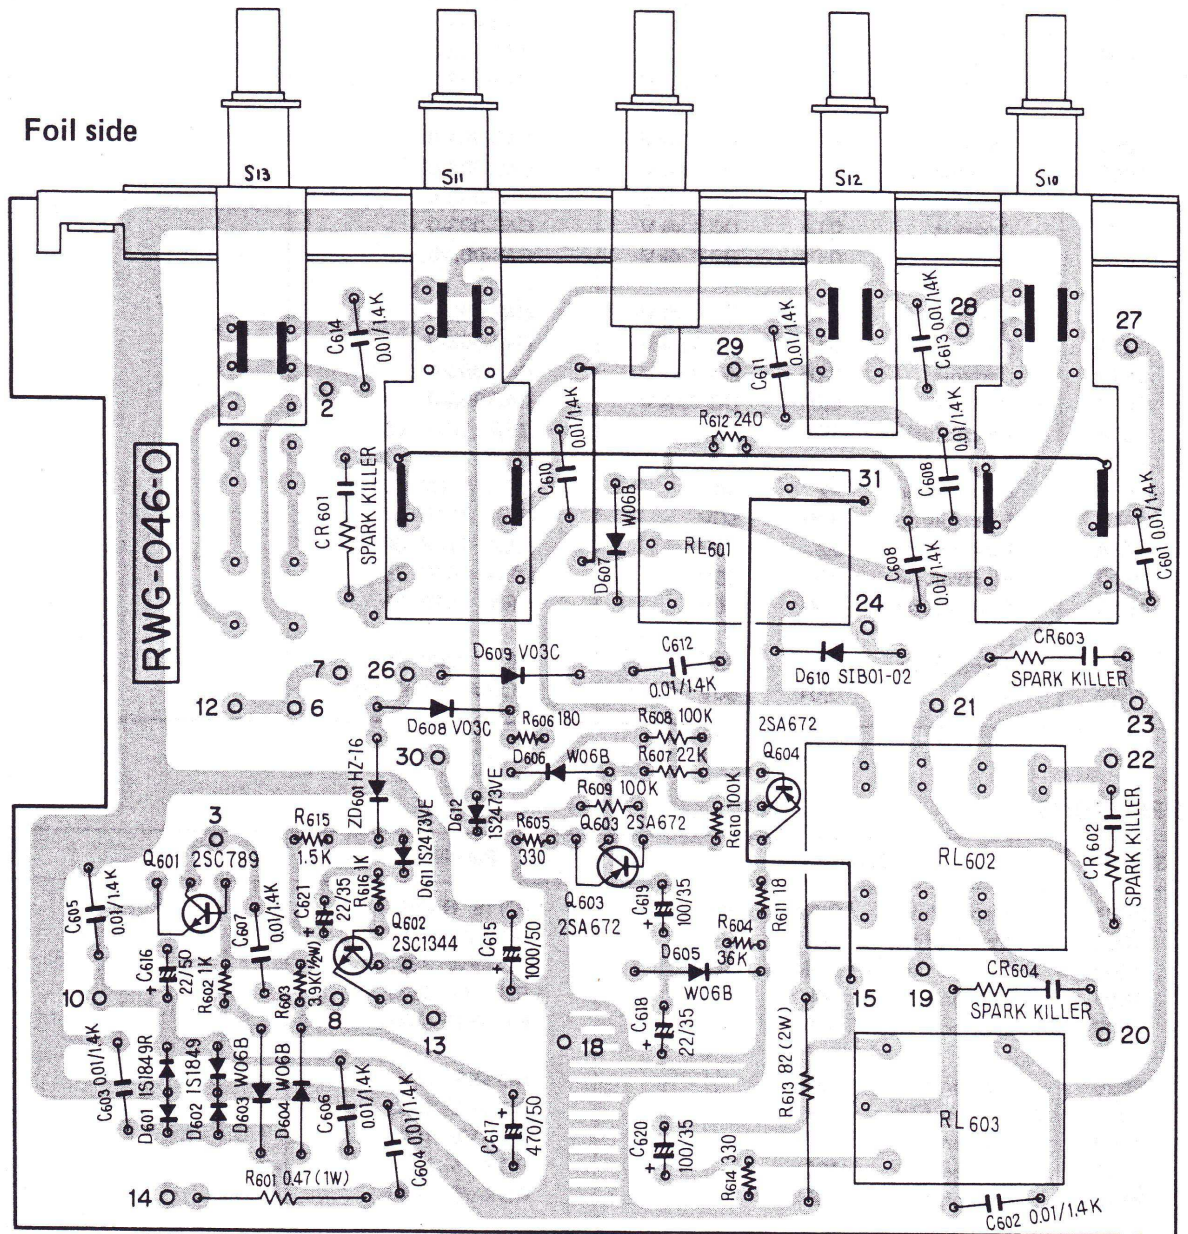 Foil side
S13
S11
S12
S10
C614
0.01/1.4K
2
C610
0.01/1.4K
29
C611
0.01/1.4K
C613
0.01/1.4K
28
27
R612 240
C608
0.01/1.4K
31
RWG-046-0
CR601
SPARK KILLER
W06B
D607
RL601
C608
0.01/1.4K
C601 0.01/1.4K
24
C612
0.01/1.4K
D609 V03C
D610 SIB01-02
CR603
SPARK KILLER
7
26
12
6
D608 V03C
21
23
R606 180
R608 100K
2SA672
Q604
30
D606
W06B
R607 22K
22
ZD601 HZ-16
D612
1S2473VE
R609 100K
R610 100K
3
R615
1.5K
R605
330
Q603
2SA672
RL602
CR602
SPARK KILLER
Q601
2SC789
D611 1S2473VE
R616 1K
C605
0.01/1.4K
C607
0.01/1.4K
C621
22/35
+
Q602
2SC1344
C615
1000/50
+
Q603
2SA672
C619
100/35
+
R611 18
R604
36K
C616
22/50
+
R602 1K
R603
3.9K(½W)
D605
W06B
10
8
13
18
C618
22/35
+
15
19
CR604
SPARK KILLER
20
C603 0.01/1.4K
D601 1S1849R
D602 1S1849
D603 W06B
D604 W06B
C606
0.01/1.4K
C604 0.01/1.4K
C617
470/50
+
C620
100/35
+
R613 82 (2W)
R614 330
RL603
14
R601 0.47 (1W)
C602 0.01/1.4K